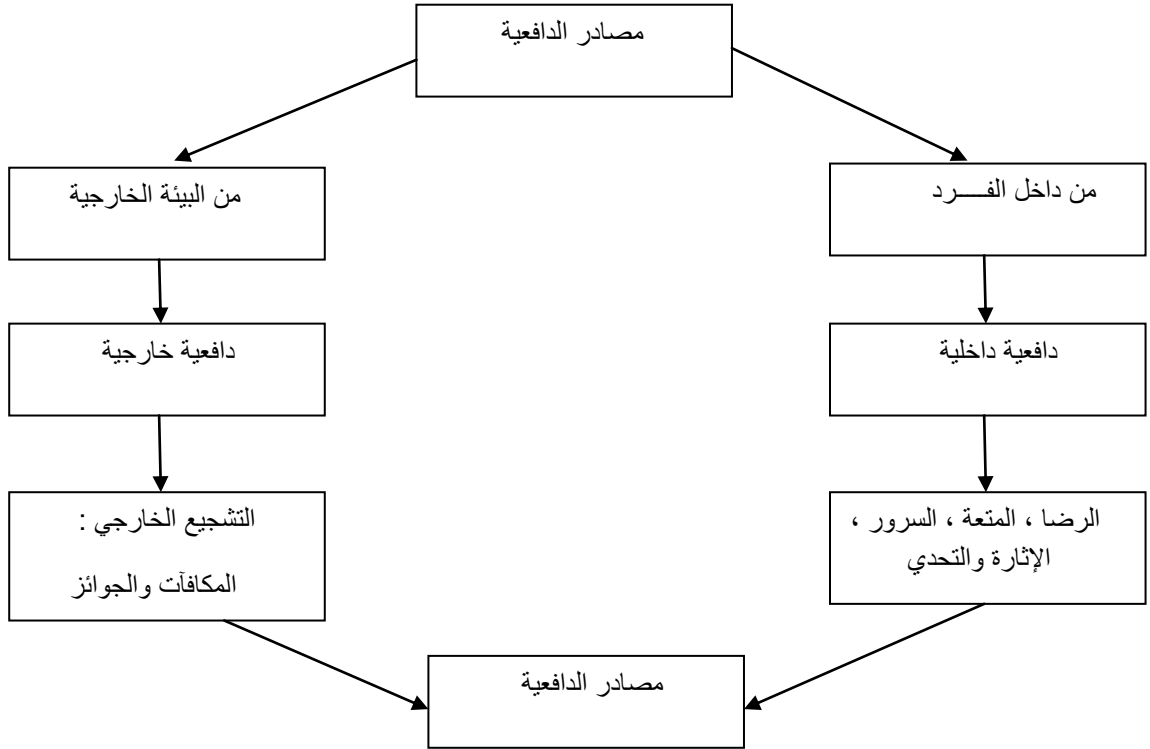 مصادر الدافعية
من داخل الفـــــرد
من البيئة الخارجية
دافعية داخلية
دافعية خارجية
الرضا ، المتعة ، السرور ،
الإثارة والتحدي
التشجيع الخارجي :
المكافآت والجوائز
مصادر الدافعية